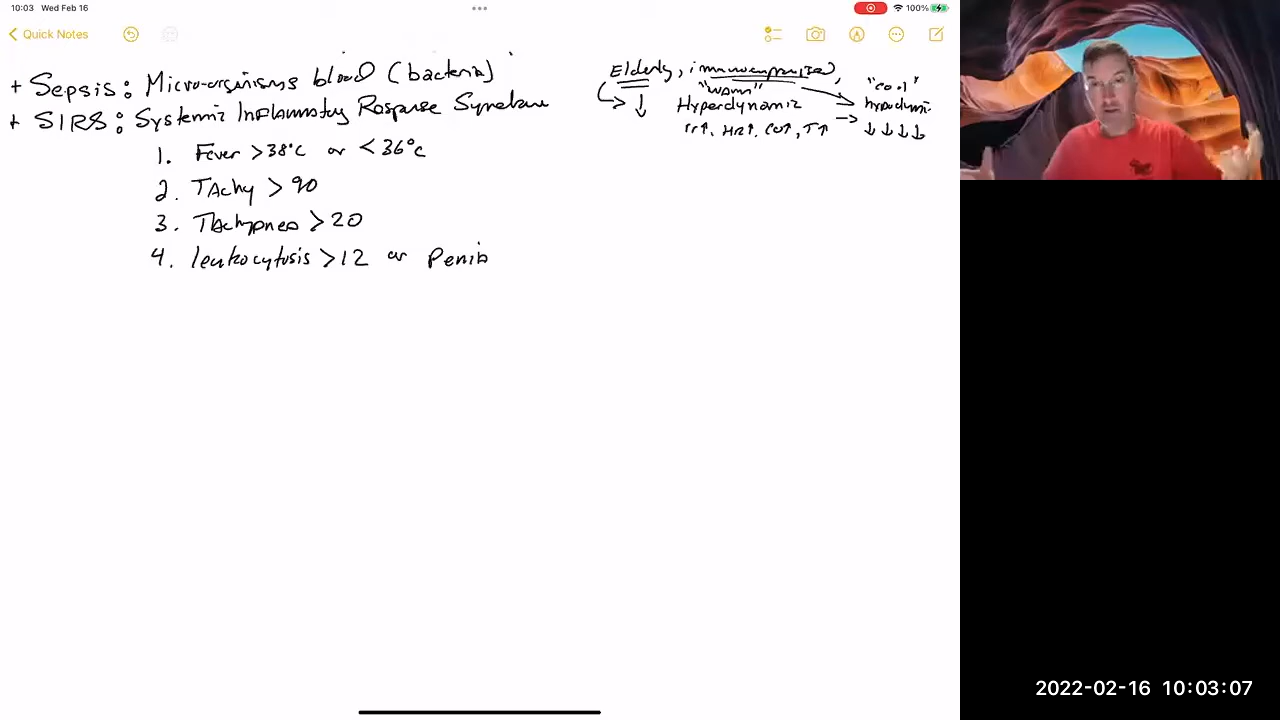 10:03 Wed Feb 16
100%
Quick Notes
+ Sepsis: Micro-organisms blood (bacteria)
+ SIRS: Systemic Inflammatory Response Syndrome
1. Fever >38°C or <36°C
2. TAchy > 90
3. TAchypnea > 20
4. leukocytosis >12 or penia
Elderly, immunocompromised,
"warm"
Hyperdynamic
HR↑, CO↑, T↑
"cool"
hypodynamic
↓ ↓ ↓ ↓
2022-02-16 10:03:07